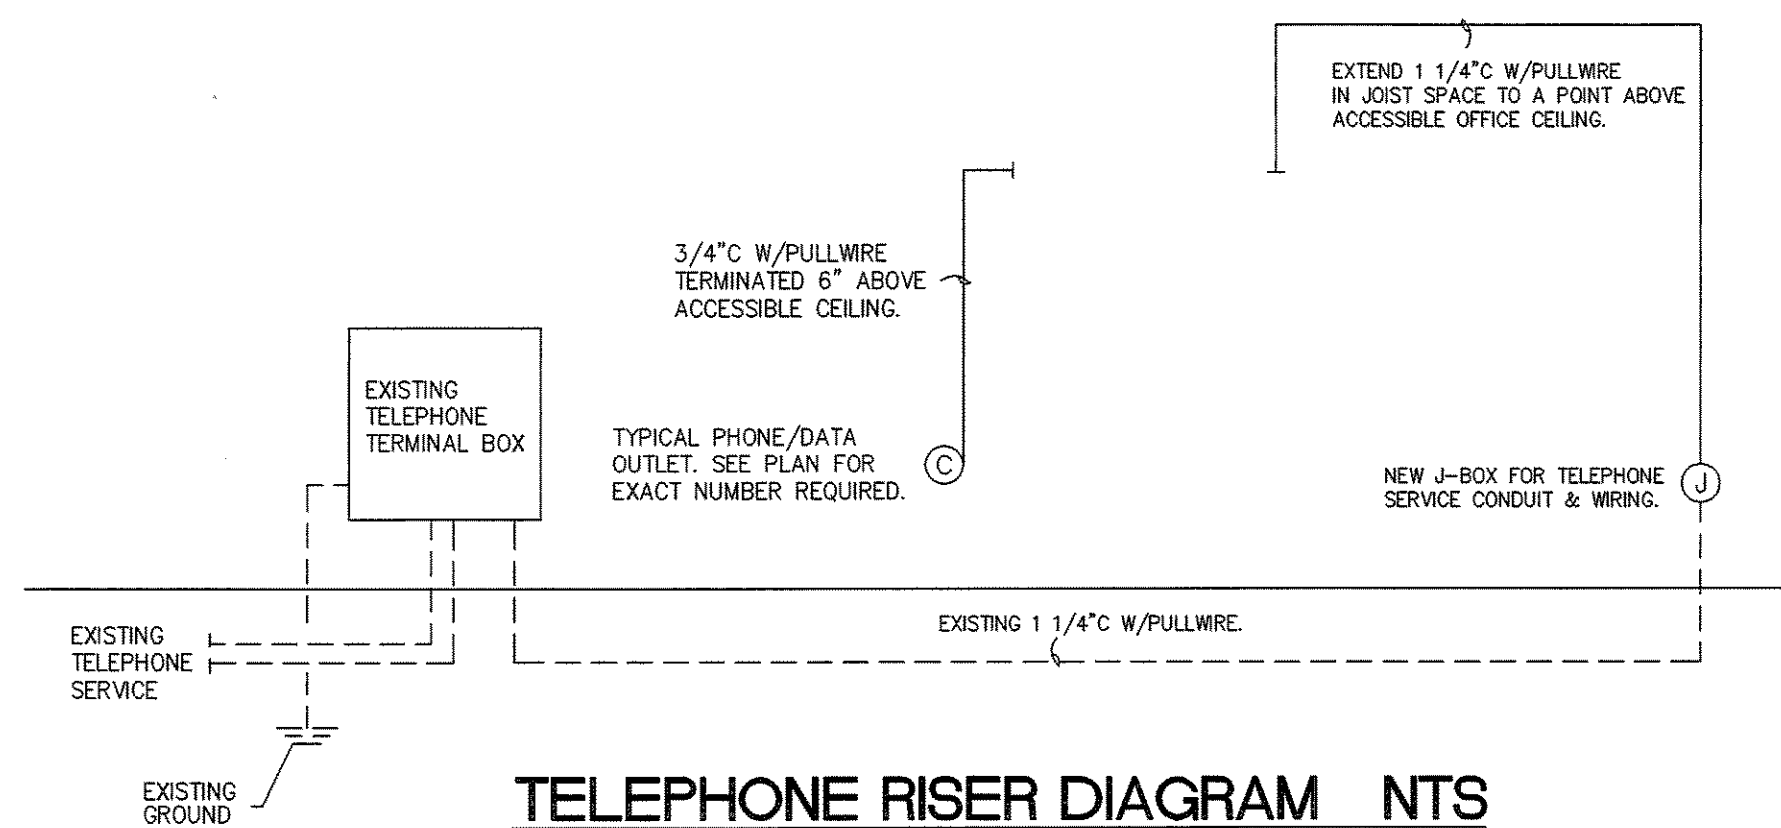 EXTEND 1 1/4"C W/PULLWIRE
IN JOIST SPACE TO A POINT ABOVE
ACCESSIBLE OFFICE CEILING.
3/4"C W/PULLWIRE
TERMINATED 6" ABOVE
ACCESSIBLE CEILING.
EXISTING
TELEPHONE
TERMINAL BOX
TYPICAL PHONE/DATA
OUTLET. SEE PLAN FOR
EXACT NUMBER REQUIRED.
C
NEW J-BOX FOR TELEPHONE
SERVICE CONDUIT & WIRING.
J
EXISTING
TELEPHONE
SERVICE
EXISTING 1 1/4"C W/PULLWIRE.
EXISTING
GROUND
TELEPHONE RISER DIAGRAM NTS